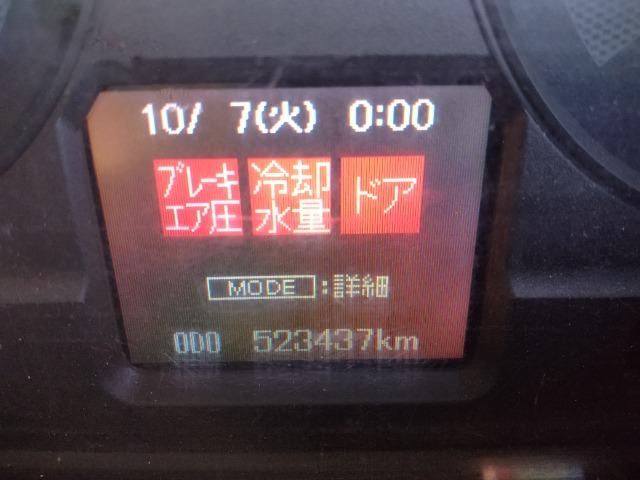 10/ 7(火) 0:00
ブレーキエア圧 冷却水量 ドア
MODE:詳細
ODO 523437km